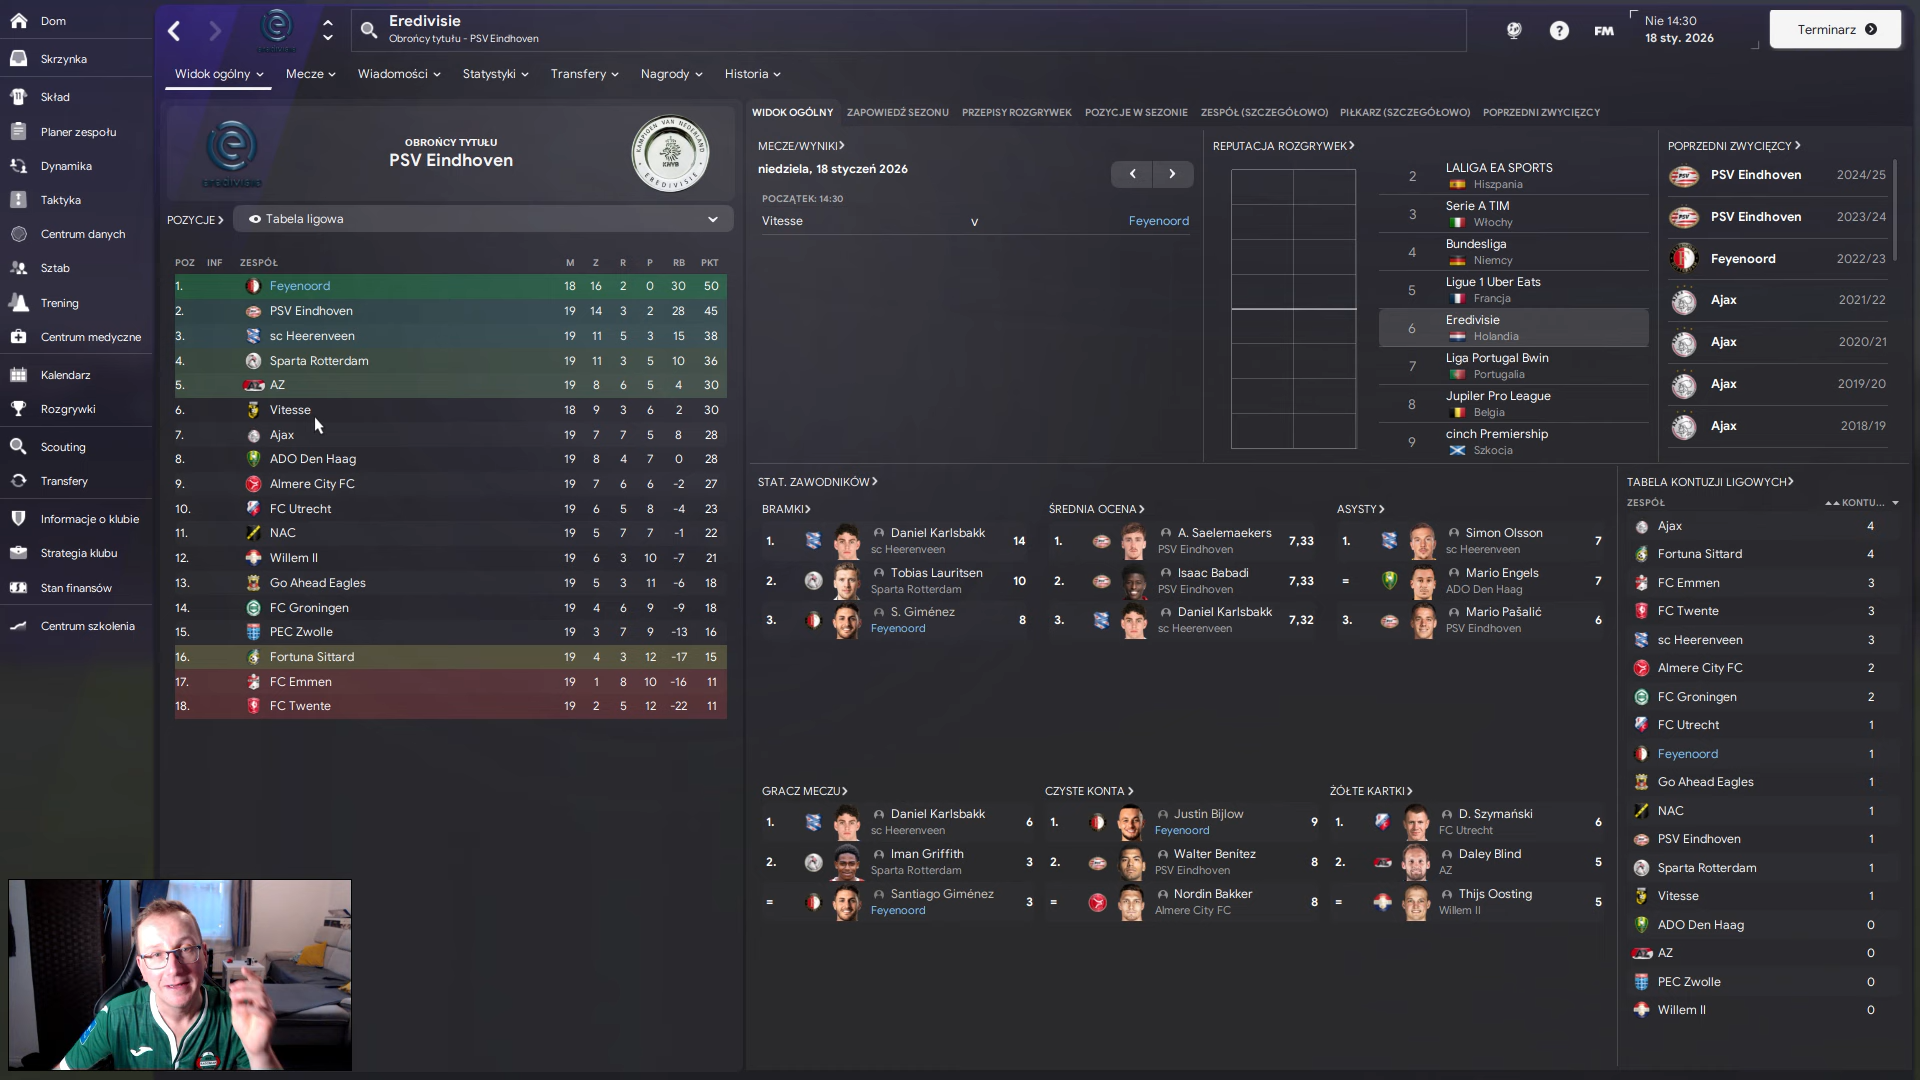 Dom
Skrzynka
Skład
Planer zespołu
Dynamika
Taktyka
Centrum danych
Sztab
Trening
Centrum medyczne
Kalendarz
Rozgrywki
Scouting
Transfery
Informacje o klubie
Strategia klubu
Stan finansów
Centrum szkolenia
Eredivisie
Obrońcy tytułu - PSV Eindhoven
FM
Nie 14:30
18 sty. 2026
Terminarz
Widok ogólny Mecze Wiadomości Statystyki Transfery Nagrody Historia
OBROŃCY TYTUŁU
PSV Eindhoven
POZYCJE Tabela ligowa
POZ INF ZESPÓŁ M Z R P RB PKT
1. Feyenoord 18 16 2 0 30 50
2. PSV Eindhoven 19 14 3 2 28 45
3. sc Heerenveen 19 11 5 3 15 38
4. Sparta Rotterdam 19 11 3 5 10 36
5. AZ 19 8 6 5 4 30
6. Vitesse 18 9 3 6 2 30
7. Ajax 19 7 7 5 8 28
8. ADO Den Haag 19 8 4 7 0 28
9. Almere City FC 19 7 6 6 -2 27
10. FC Utrecht 19 6 5 8 -4 23
11. NAC 19 5 7 7 -1 22
12. Willem II 19 6 3 10 -7 21
13. Go Ahead Eagles 19 5 3 11 -6 18
14. FC Groningen 19 4 6 9 -9 18
15. PEC Zwolle 19 3 7 9 -13 16
16. Fortuna Sittard 19 4 3 12 -17 15
17. FC Emmen 19 1 8 10 -16 11
18. FC Twente 19 2 5 12 -22 11
WIDOK OGÓLNY ZAPOWIEDŹ SEZONU PRZEPISY ROZGRYWEK POZYCJE W SEZONIE ZESPÓŁ (SZCZEGÓŁOWO) PIŁKARZ (SZCZEGÓŁOWO) POPRZEDNI ZWYCIĘZCY
MECZE/WYNIKI
niedziela, 18 styczeń 2026
POCZĄTEK: 14:30
Vitesse v Feyenoord
REPUTACJA ROZGRYWEK
2 LALIGA EA SPORTS
Hiszpania
3 Serie A TIM
Włochy
4 Bundesliga
Niemcy
5 Ligue 1 Uber Eats
Francja
6 Eredivisie
Holandia
7 Liga Portugal Bwin
Portugalia
8 Jupiler Pro League
Belgia
9 cinch Premiership
Szkocja
POPRZEDNI ZWYCIĘZCY
PSV Eindhoven 2024/25
PSV Eindhoven 2023/24
Feyenoord 2022/23
Ajax 2021/22
Ajax 2020/21
Ajax 2019/20
Ajax 2018/19
STAT. ZAWODNIKÓW
BRAMKI
1. Daniel Karlsbakk 14
sc Heerenveen
2. Tobias Lauritsen 10
Sparta Rotterdam
3. S. Giménez 8
Feyenoord
ŚREDNIA OCENA
1. A. Saelemaekers 7,33
PSV Eindhoven
2. Isaac Babadi 7,33
PSV Eindhoven
3. Daniel Karlsbakk 7,32
sc Heerenveen
ASYSTY
1. Simon Olsson 7
sc Heerenveen
= Mario Engels 7
ADO Den Haag
3. Mario Pašalić 6
PSV Eindhoven
GRACZ MECZU
1. Daniel Karlsbakk 6
sc Heerenveen
2. Iman Griffith 3
Sparta Rotterdam
= Santiago Giménez 3
Feyenoord
CZYSTE KONTA
1. Justin Bijlow 9
Feyenoord
2. Walter Benítez 8
PSV Eindhoven
= Nordin Bakker 8
Almere City FC
ŻÓŁTE KARTKI
1. D. Szymański 6
FC Utrecht
2. Daley Blind 5
AZ
= Thijs Oosting 5
Willem II
TABELA KONTUZJI LIGOWYCH
ZESPÓŁ KONTU...
Ajax 4
Fortuna Sittard 4
FC Emmen 3
FC Twente 3
sc Heerenveen 3
Almere City FC 2
FC Groningen 2
FC Utrecht 1
Feyenoord 1
Go Ahead Eagles 1
NAC 1
PSV Eindhoven 1
Sparta Rotterdam 1
Vitesse 1
ADO Den Haag 0
AZ 0
PEC Zwolle 0
Willem II 0